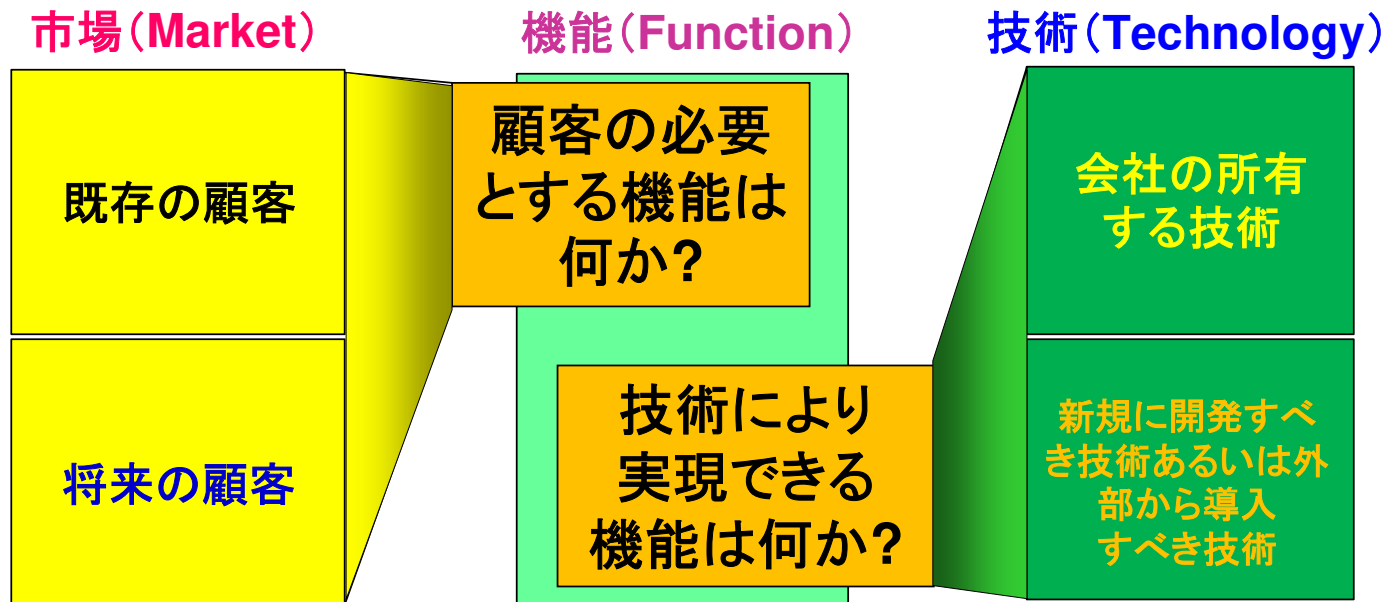 市場(Market)
機能(Function)
技術(Technology)
既存の顧客
将来の顧客
顧客の必要
とする機能は
何か?
技術により
実現できる
機能は何か?
会社の所有
する技術
新規に開発すべ
き技術あるいは外
部から導入
すべき技術